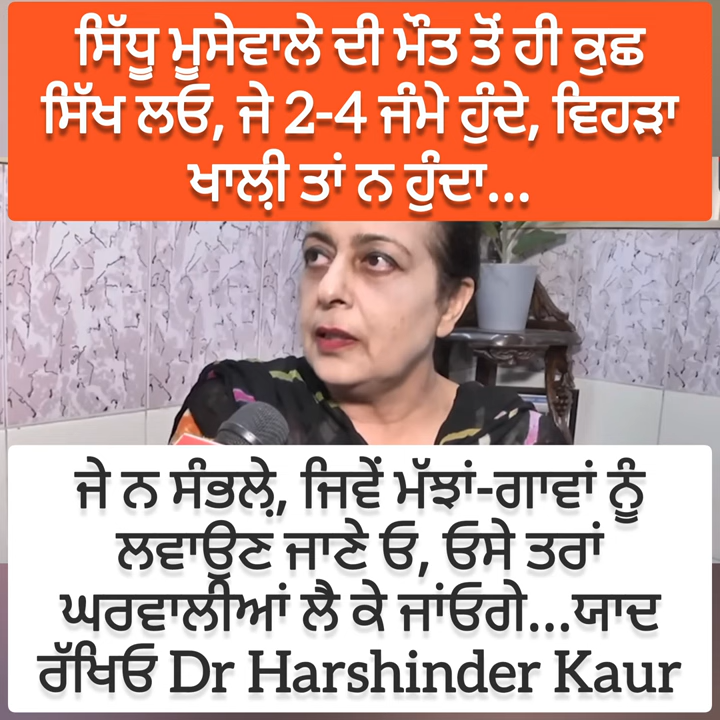 ਸਿੱਧੂ ਮੂਸੇਵਾਲੇ ਦੀ ਮੌਤ ਤੋਂ ਹੀ ਕੁਛ
ਸਿੱਖ ਲਓ, ਜੇ 2-4 ਜੰਮੇ ਹੁੰਦੇ, ਵਿਹੜਾ
ਖਾਲੀ਼ ਤਾਂ ਨ ਹੁੰਦਾ...
ਜੇ ਨ ਸੰਭਲੇ਼, ਜਿਵੇਂ ਮੱਝਾਂ-ਗਾਵਾਂ ਨੂੰ
ਲਵਾਉਣ ਜਾਣੇ ਓ, ਓਸੇ ਤਰਾਂ
ਘਰਵਾਲੀਆਂ ਲੈ ਕੇ ਜਾਂਓਗੇ...ਯਾਦ
ਰੱਖਿਓ Dr Harshinder Kaur